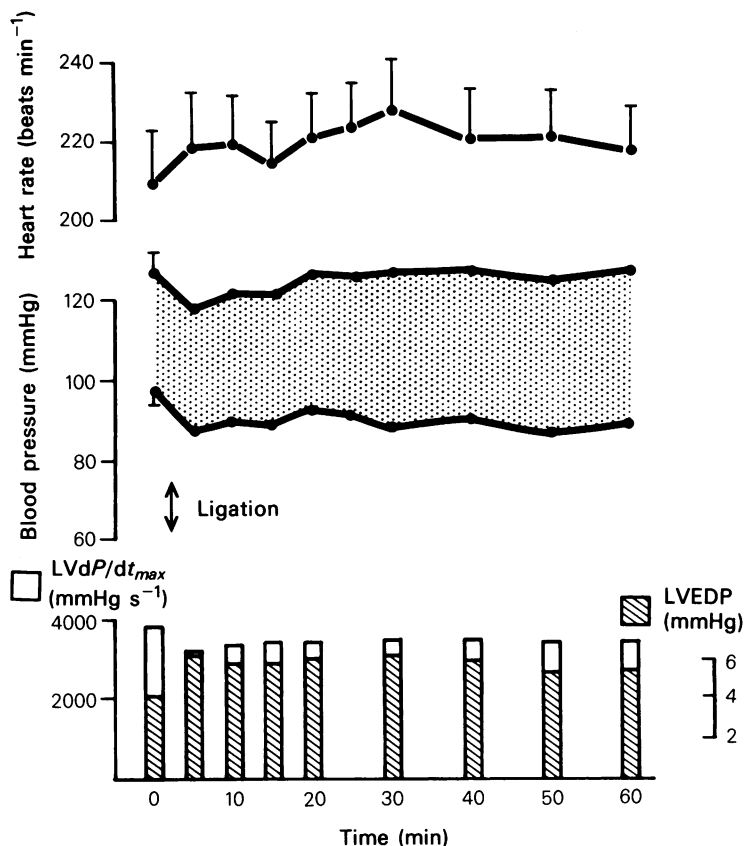 Heart rate (beats min⁻¹)
240
220
200
Blood pressure (mmHg)
120
100
80
60
Ligation
LVdP/dt_max
(mmHg s⁻¹)
4000
2000
LVEDP
(mmHg)
6
4
2
0 10 20 30 40 50 60
Time (min)